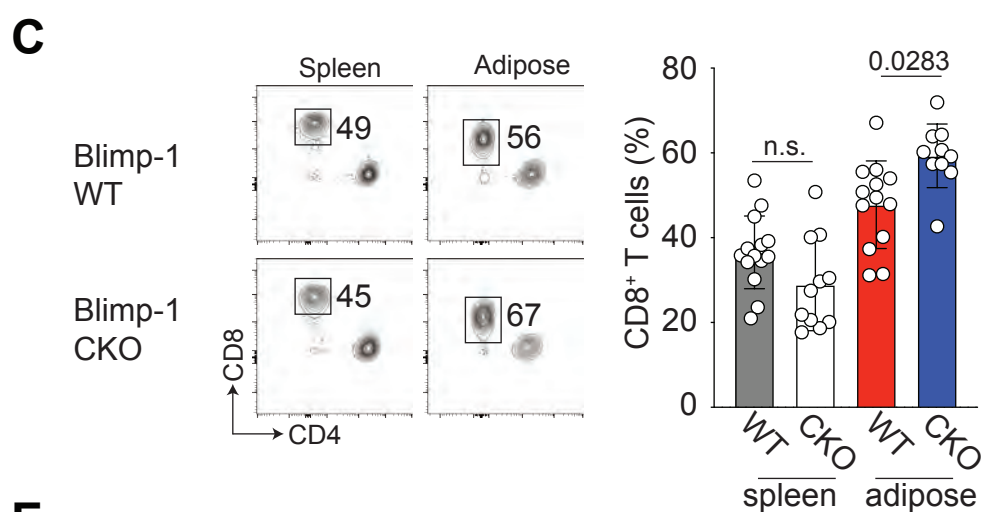 C
Spleen
Adipose
Blimp-1
WT
49
56
Blimp-1
CKO
45
67
CD8
CD4
CD8⁺ T cells (%)
80
60
40
20
0
n.s.
0.0283
WT
CKO
WT
CKO
spleen
adipose